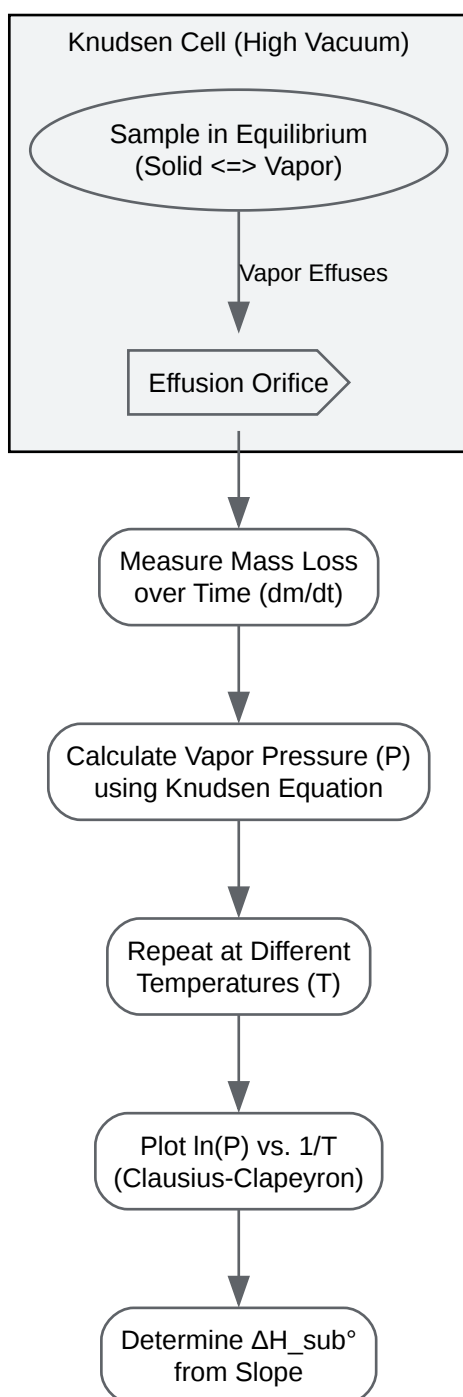 Knudsen Cell (High Vacuum)
Sample in Equilibrium
(Solid <=> Vapor)
Vapor Effuses
Effusion Orifice
Measure Mass Loss
over Time (dm/dt)
Calculate Vapor Pressure (P)
using Knudsen Equation
Repeat at Different
Temperatures (T)
Plot ln(P) vs. 1/T
(Clausius-Clapeyron)
Determine ΔH_sub°
from Slope